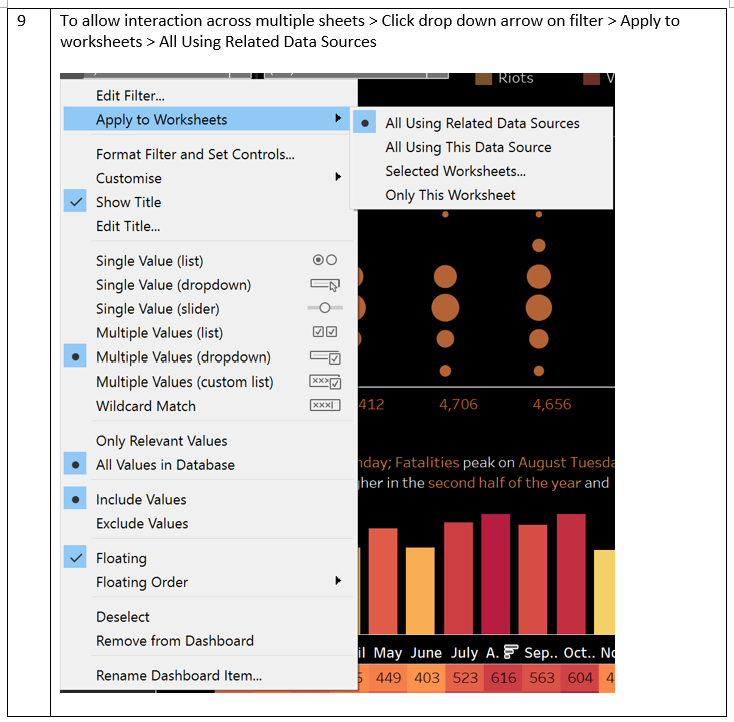 9
To allow interaction across multiple sheets > Click drop down arrow on filter > Apply to
worksheets > All Using Related Data Sources
Riots
Edit Filter...
Apply to Worksheets
All Using Related Data Sources
All Using This Data Source
Selected Worksheets...
Only This Worksheet
Format Filter and Set Controls...
Customise
Show Title
Edit Title...
Single Value (list)
Single Value (dropdown)
Single Value (slider)
Multiple Values (list)
Multiple Values (dropdown)
Multiple Values (custom list)
Wildcard Match
412 4,706 4,656
Only Relevant Values
All Values in Database
nday; Fatalities peak on August Tuesda
gher in the second half of the year and
Include Values
Exclude Values
Floating
Floating Order
Deselect
Remove from Dashboard
Rename Dashboard Item...
il May June July A. Sep.. Oct.. No
449 403 523 616 563 604 4